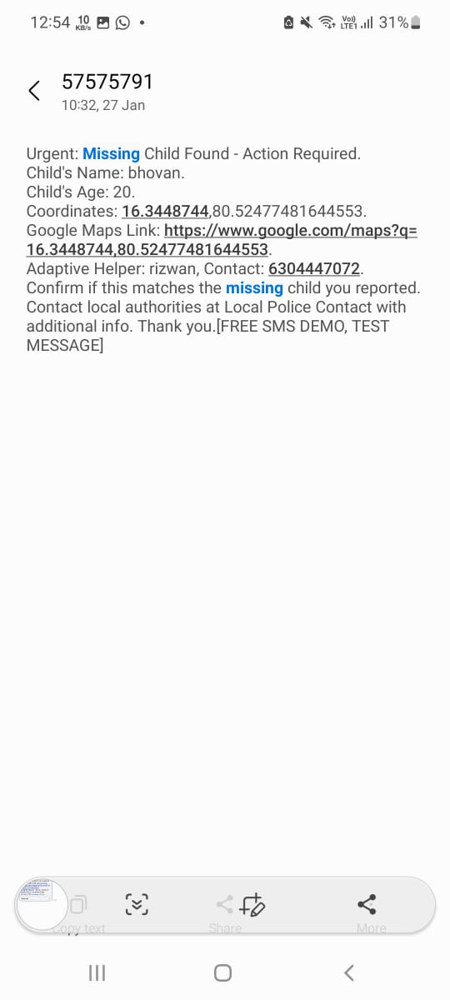 12:54 10 KB/s Vo)) LTE1 31%
57575791
10:32, 27 Jan
Urgent: Missing Child Found - Action Required.
Child's Name: bhovan.
Child's Age: 20.
Coordinates: 16.3448744,80.52477481644553.
Google Maps Link: https://www.google.com/maps?q=
16.3448744,80.52477481644553.
Adaptive Helper: rizwan, Contact: 6304447072.
Confirm if this matches the missing child you reported.
Contact local authorities at Local Police Contact with
additional info. Thank you.[FREE SMS DEMO, TEST
MESSAGE]
Copy text Share More